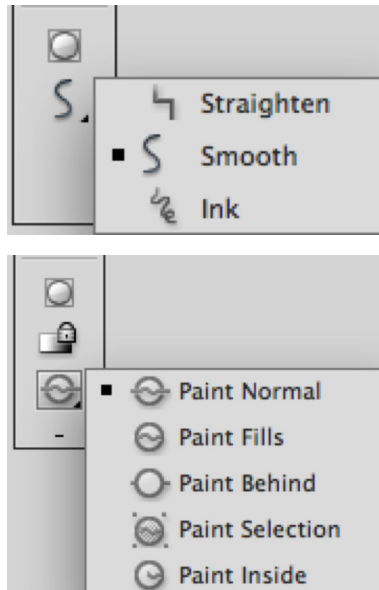 Straighten
Smooth
Ink
Paint Normal
Paint Fills
Paint Behind
Paint Selection
Paint Inside